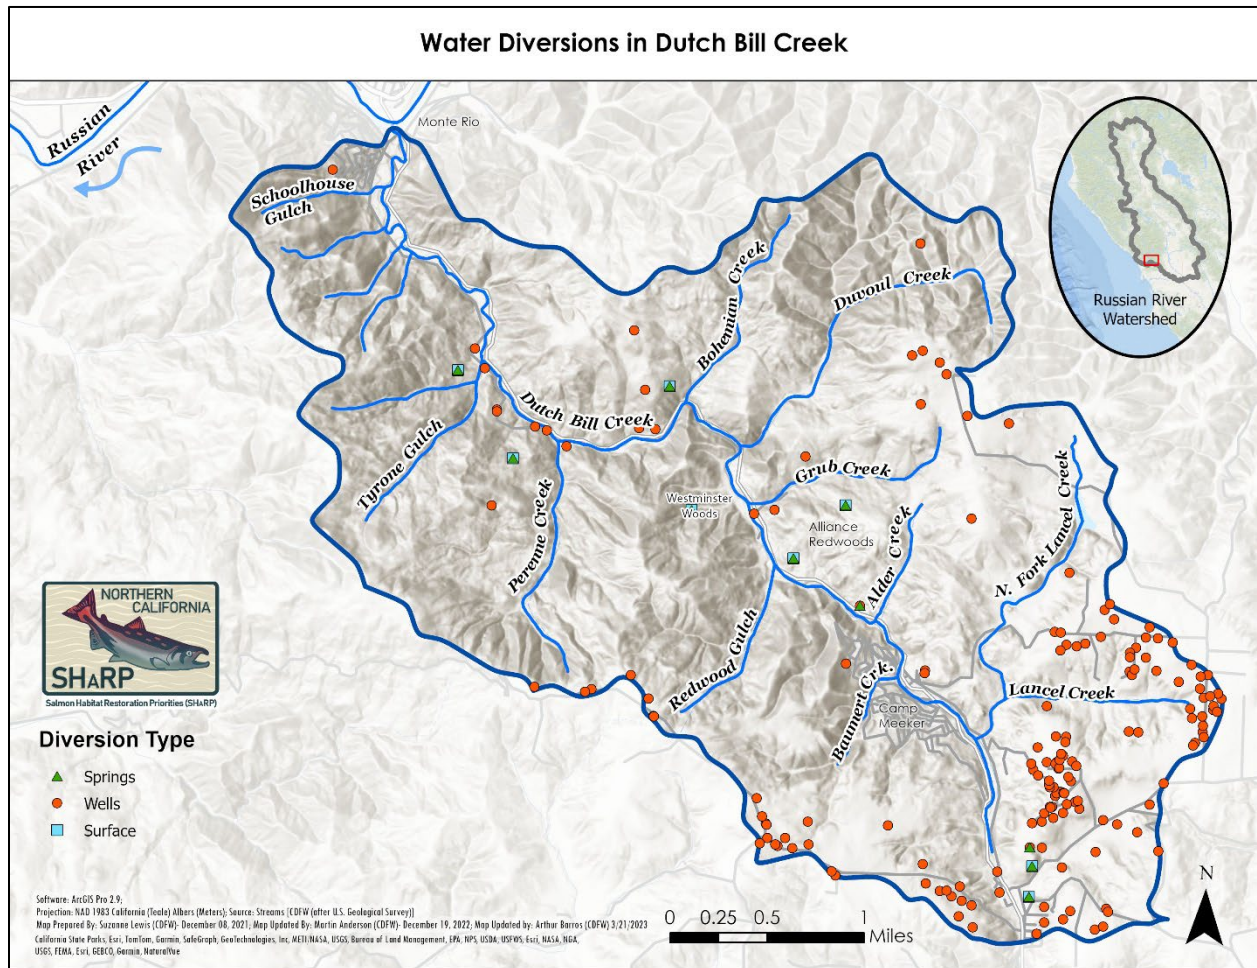 Water Diversions in Dutch Bill Creek
Russian
River
Monte Rio
Schoolhouse
Gulch
Bohemian Creek
Duvoul Creek
Russian River
Watershed
Dutch Bill Creek
Tyrone Gulch
Perenne Creek
Westminster
Woods
Grub Creek
Alliance
Redwoods
Alder Creek
N. Fork Lancel Creek
Redwood Gulch
Baunert Crk.
Camp
Meeker
Lancel Creek
NORTHERN
CALIFORNIA
SHaRP
Salmon Habitat Restoration Priorities (SHaRP)
Diversion Type
Springs
Wells
Surface
Software: ArcGIS Pro 2.9;
Projection: NAD 1983 California (Teale) Albers (Meters); Source: Streams [CDFW (after U.S. Geological Survey)]
Map Prepared By: Suzanne Lewis (CDFW)- December 08, 2021; Map Updated by: Martin Anderson (CDFW)- December 19, 2022; Map Updated by: Arthur Barros (CDFW) 3/21/2023
California State Parks, Esri, TomTom, Garmin, SafeGraph, GeoTechnologies, Inc, METI/NASA, USGS, Bureau of Land Management, EPA, NPS, USDA, USFWS; Esri, NASA, NGA,
USGS, FEMA, Esri, GEBCO, Garmin, NaturalVue
0 0.25 0.5 1
Miles
N